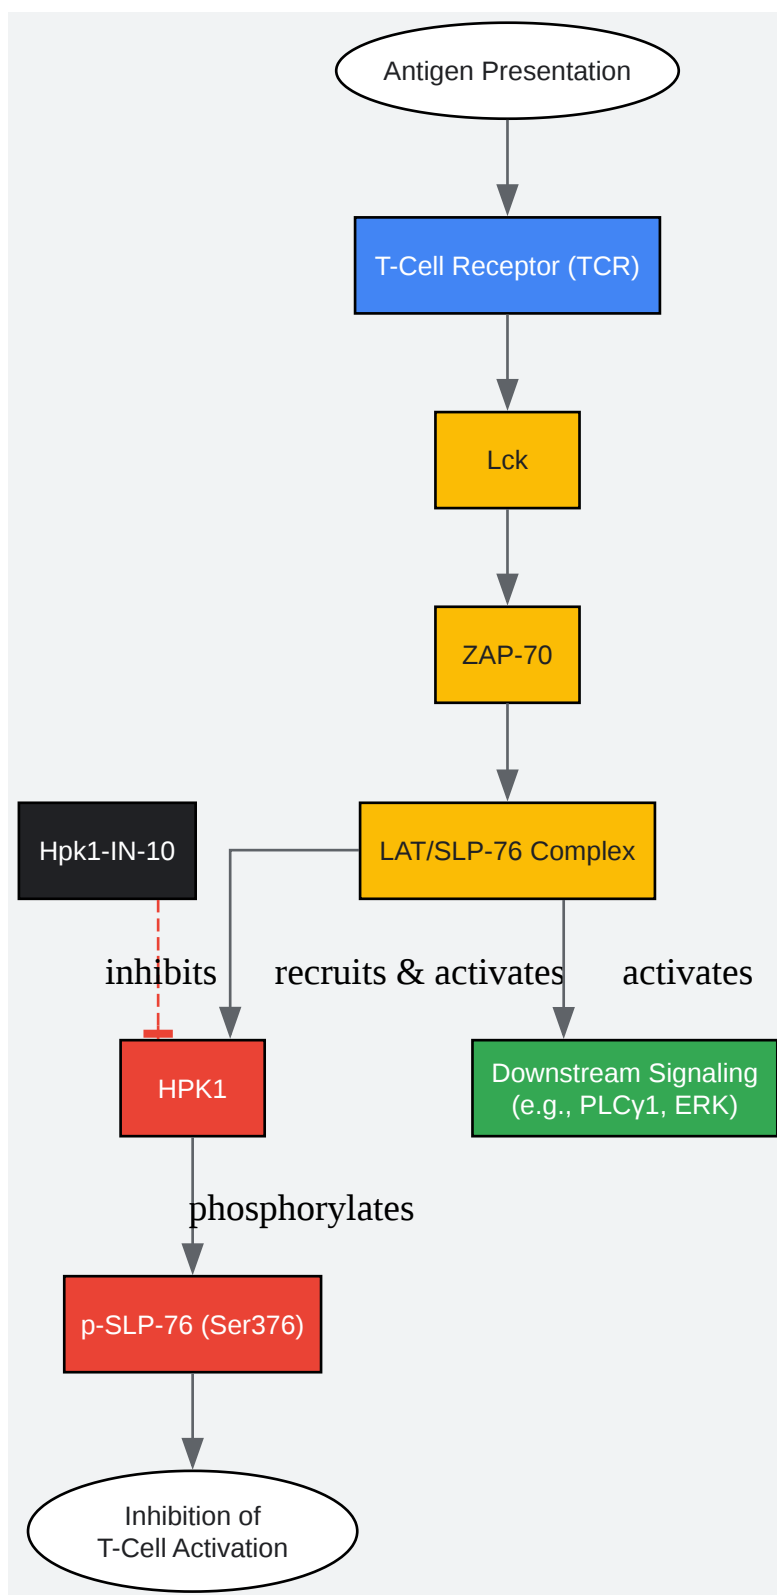 Antigen Presentation
T-Cell Receptor (TCR)
Lck
ZAP-70
Hpk1-IN-10
LAT/SLP-76 Complex
inhibits
recruits & activates
activates
HPK1
Downstream Signaling
(e.g., PLCγ1, ERK)
phosphorylates
p-SLP-76 (Ser376)
Inhibition of
T-Cell Activation